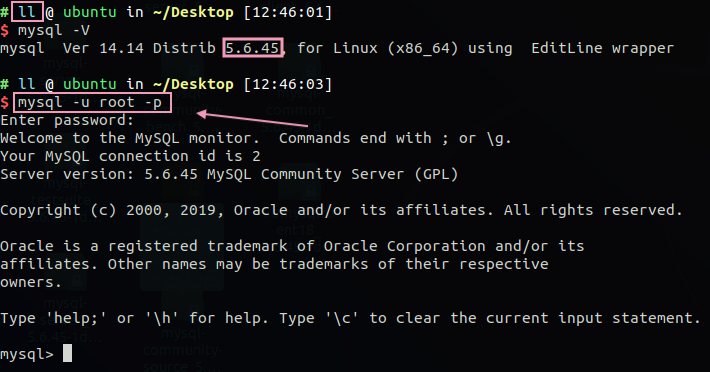 # ll @ ubuntu in ~/Desktop [12:46:01]
$ mysql -V
mysql  Ver 14.14 Distrib 5.6.45, for Linux (x86_64) using  EditLine wrapper
# ll @ ubuntu in ~/Desktop [12:46:03]
$ mysql -u root -p
Enter password:
Welcome to the MySQL monitor.  Commands end with ; or \g.
Your MySQL connection id is 2
Server version: 5.6.45 MySQL Community Server (GPL)
Copyright (c) 2000, 2019, Oracle and/or its affiliates. All rights reserved.
Oracle is a registered trademark of Oracle Corporation and/or its
affiliates. Other names may be trademarks of their respective
owners.
Type 'help;' or '\h' for help. Type '\c' to clear the current input statement.
mysql>